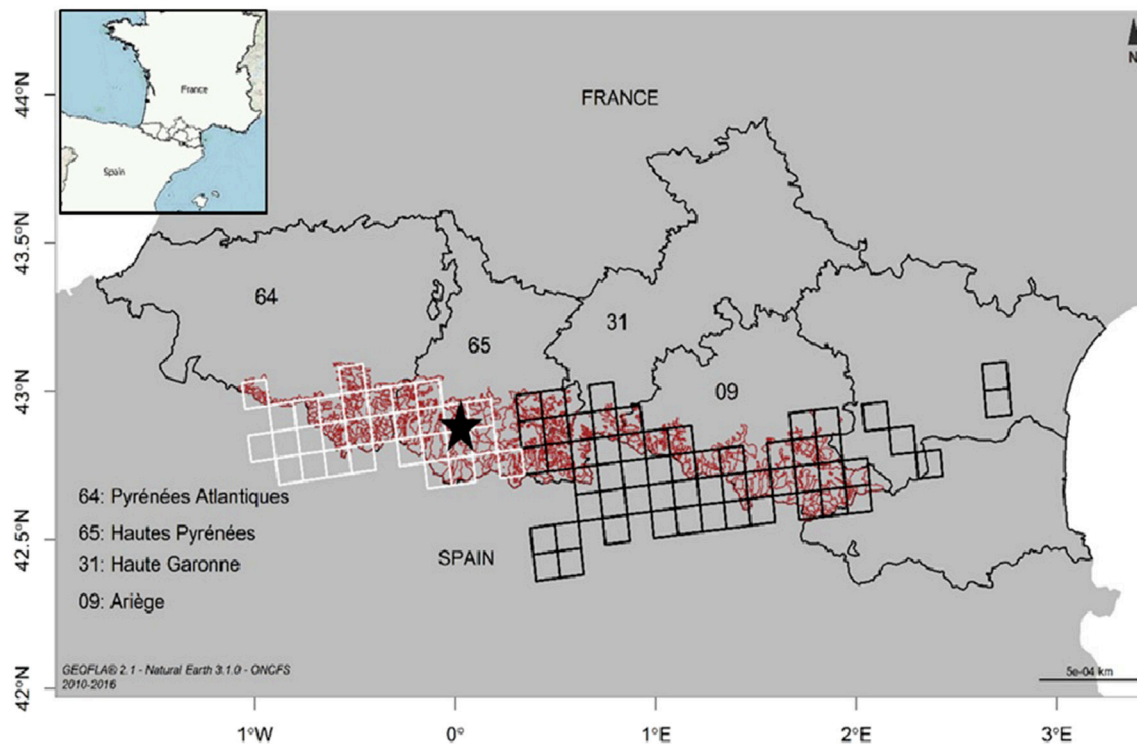 France
Spain
FRANCE
N
44°N
43.5°N
43°N
42.5°N
42°N
64
65
31
09
64: Pyrénées Atlantiques
65: Hautes Pyrénées
31: Haute Garonne
09: Ariège
SPAIN
GEOFLA® 2.1 - Natural Earth 3.1.0 - ONCFS
2010-2016
5e-04 km
1°W
0°
1°E
2°E
3°E